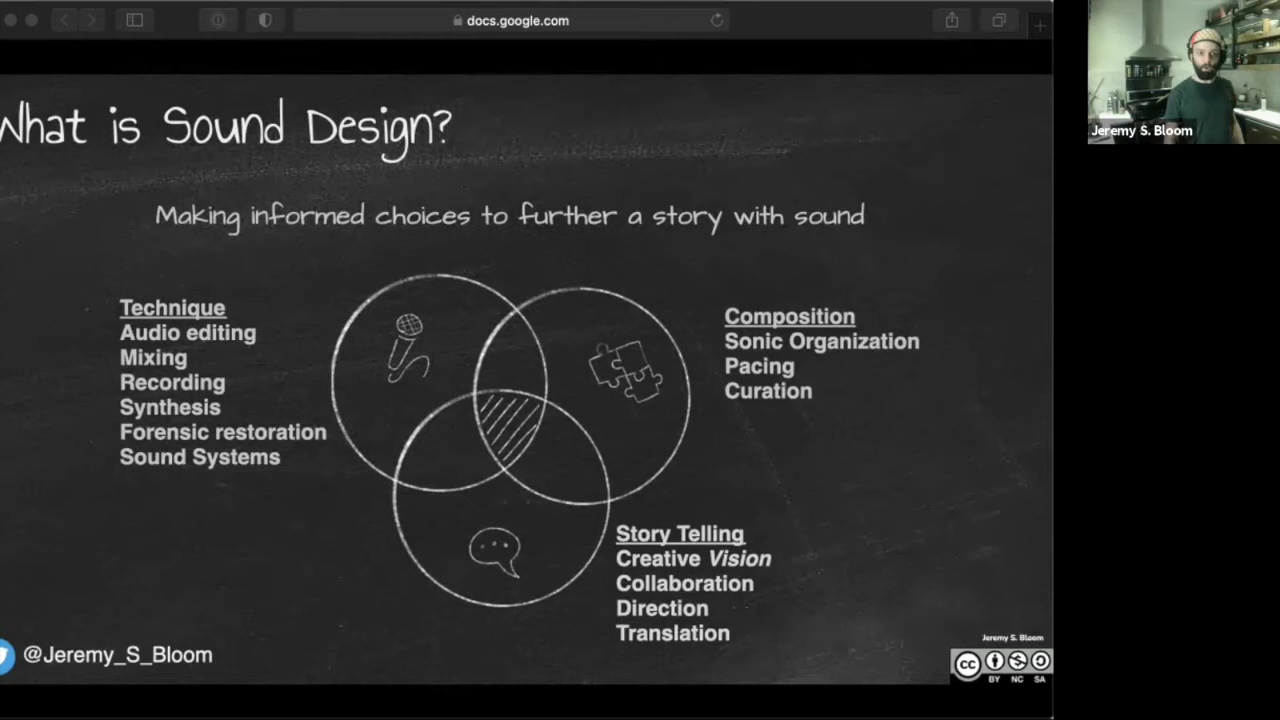 docs.google.com
What is Sound Design?
Making informed choices to further a story with sound
Technique
Audio editing
Mixing
Recording
Synthesis
Forensic restoration
Sound Systems
Composition
Sonic Organization
Pacing
Curation
Story Telling
Creative Vision
Collaboration
Direction
Translation
@Jeremy_S_Bloom
Jeremy S. Bloom
cc
BY NC SA
Jeremy S. Bloom